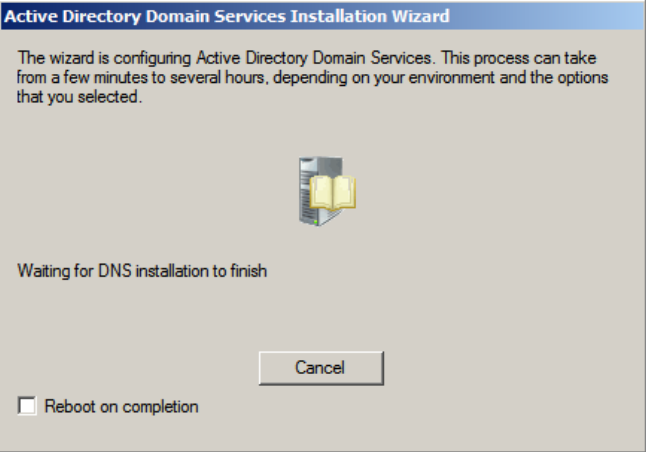 Active Directory Domain Services Installation Wizard
The wizard is configuring Active Directory Domain Services. This process can take
from a few minutes to several hours, depending on your environment and the options
that you selected.
Waiting for DNS installation to finish
Cancel
Reboot on completion